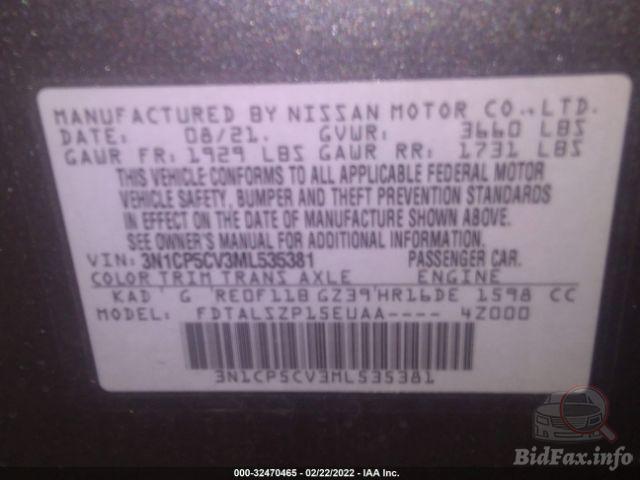 MANUFACTURED BY NISSAN MOTOR CO., LTD.
DATE: 08/21. GVWR: 3660 LBS
GAWR FR: 1929 LBS GAWR RR: 1731 LBS
THIS VEHICLE CONFORMS TO ALL APPLICABLE FEDERAL MOTOR
VEHICLE SAFETY, BUMPER AND THEFT PREVENTION STANDARDS
IN EFFECT ON THE DATE OF MANUFACTURE SHOWN ABOVE.
SEE OWNER'S MANUAL FOR ADDITIONAL INFORMATION.
VIN: 3N1CP5CV3ML535381 PASSENGER CAR.
COLOR TRIM TRANS AXLE ENGINE
KAD G RE0F11B GZ39 HR16DE 1598 CC
FDTALSZP15EUAA---- 4Z000
3N1CP5CV3ML535381
BidFax.info
000-32470465 - 02/22/2022 - IAA Inc.